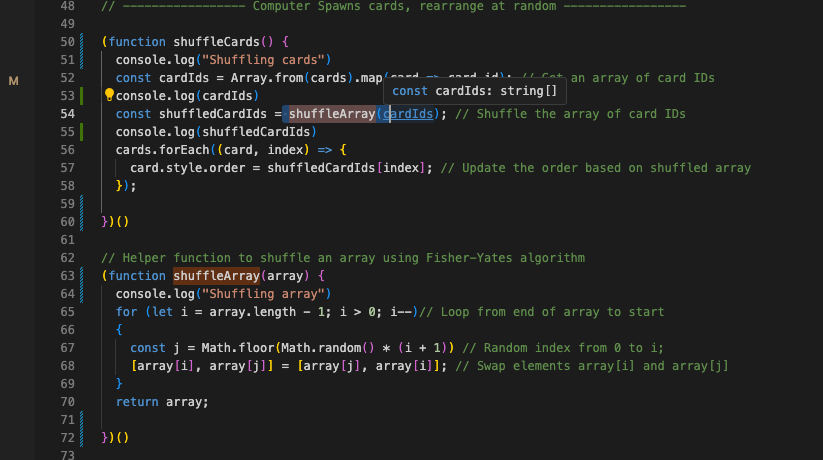 48 // ----------------- Computer Spawns cards, rearrange at random -----------------
49
50 (function shuffleCards() {
51 console.log("Shuffling cards")
M
52 const cardIds = Array.from(cards).map(card => card.id); // Get an array of card IDs
const cardIds: string[]
53 console.log(cardIds)
54 const shuffledCardIds = shuffleArray(cardIds); // Shuffle the array of card IDs
55 console.log(shuffledCardIds)
56 cards.forEach((card, index) => {
57 card.style.order = shuffledCardIds[index]; // Update the order based on shuffled array
58 });
59
60 })()
61
62 // Helper function to shuffle an array using Fisher-Yates algorithm
63 (function shuffleArray(array) {
64 console.log("Shuffling array")
65 for (let i = array.length - 1; i > 0; i--)// Loop from end of array to start
66 {
67 const j = Math.floor(Math.random() * (i + 1)) // Random index from 0 to i;
68 [array[i], array[j]] = [array[j], array[i]]; // Swap elements array[i] and array[j]
69 }
70 return array;
71
72 })()
73